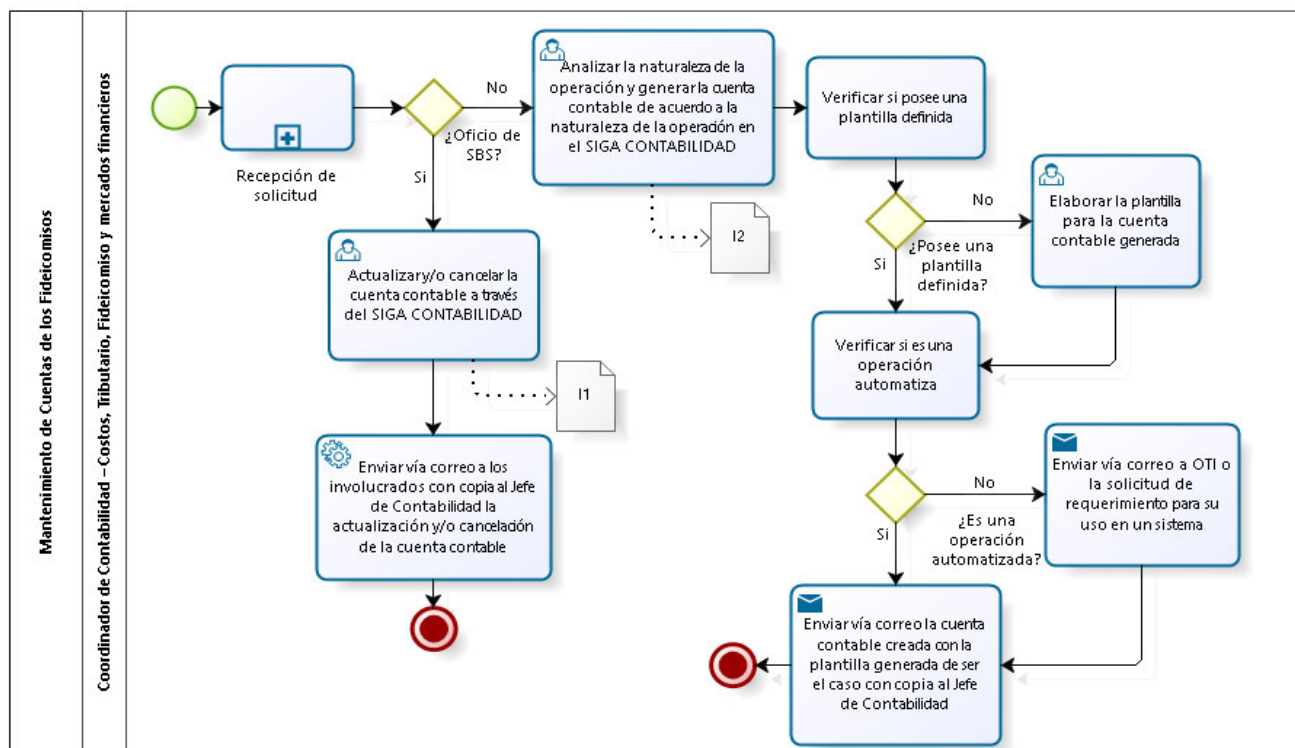 Mantenimiento de Cuentas de los Fideicomisos
Coordinador de Contabilidad – Costos, Tributario, Fideicomiso y mercados financieros
Recepción de
solicitud
¿Oficio de
SBS?
No
Si
Analizar la naturaleza de la
operación y generar la cuenta
contable de acuerdo a la
naturaleza de la operación en
el SIGA CONTABILIDAD
I2
Verificar si posee una
plantilla definida
¿Posee una
plantilla
definida?
No
Si
Elaborar la plantilla
para la cuenta
contable generada
Actualizar y/o cancelar la
cuenta contable a través
del SIGA CONTABILIDAD
I1
Verificar si es una
operación
automatiza
Enviar vía correo a los
involucrados con copia al Jefe
de Contabilidad la
actualización y/o cancelación
de la cuenta contable
No
Si
¿Es una
operación
automatizada?
Enviar vía correo a OTI o
la solicitud de
requerimiento para su
uso en un sistema
Enviar vía correo la cuenta
contable creada con la
plantilla generada de ser
el caso con copia al Jefe
de Contabilidad